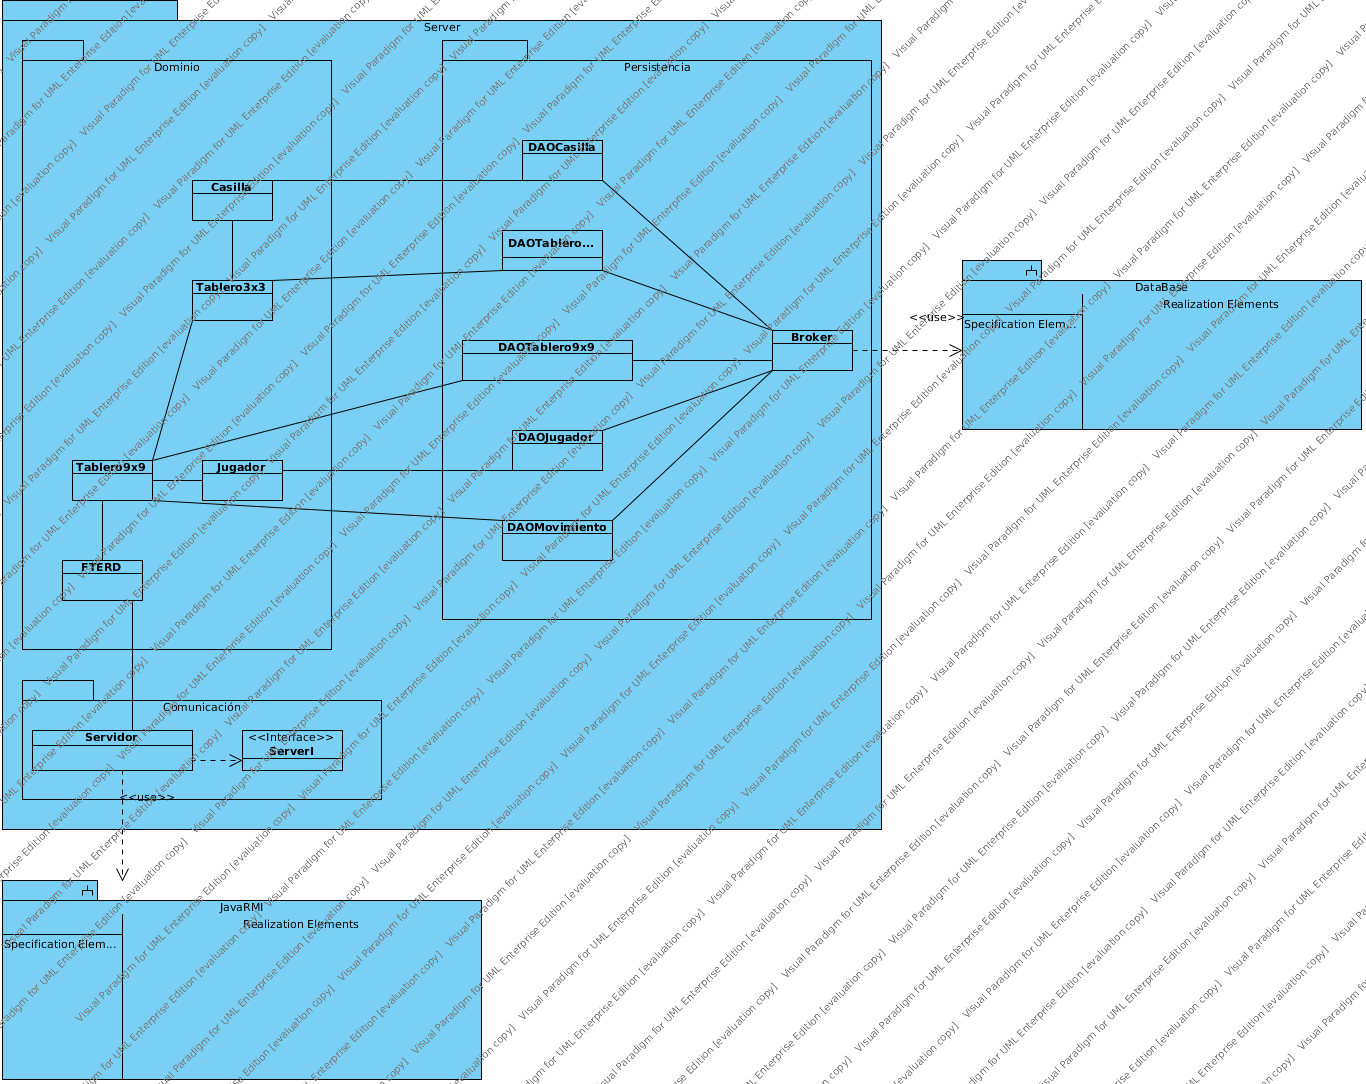 Server
Dominio
Persistencia
DAOCasilla
Casilla
DAOTablero...
Tablero3x3
DataBase
Realization Elements
<<use>>
Specification Elem...
Broker
DAOTablero9x9
DAOJugador
Tablero9x9
Jugador
DAOMovimiento
FTERD
Comunicación
Servidor
<<Interface>>
ServerI
<<use>>
JavaRMI
Realization Elements
Specification Elem...
Visual Paradigm for UML Enterprise Edition [evaluation copy]